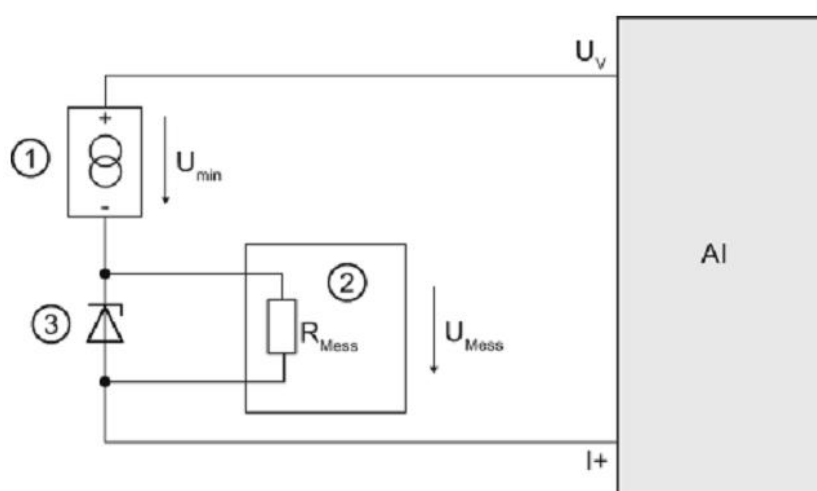 U_V
+
1
U_min
-
2
AI
3
R_Mess
U_Mess
I+